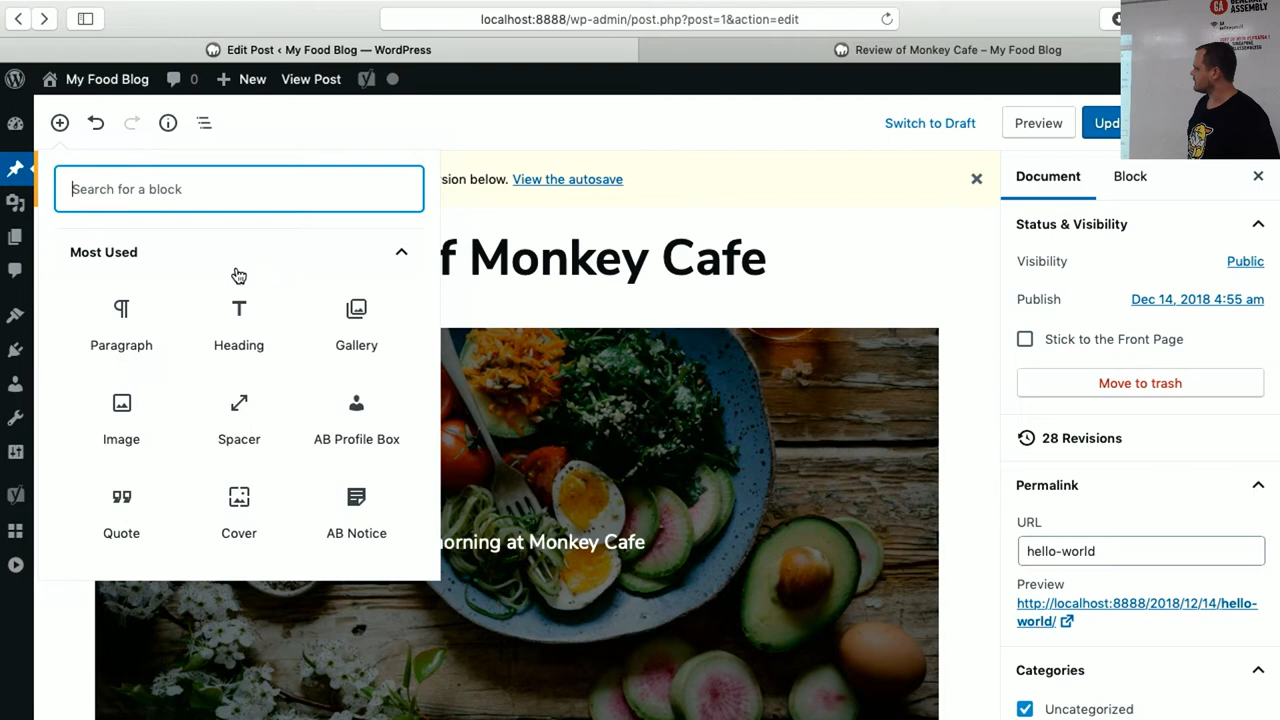 localhost:8888/wp-admin/post.php?post=1&action=edit
Edit Post ‹ My Food Blog — WordPress
Review of Monkey Cafe – My Food Blog
GA
GENERAL
ASSEMBLY
My Food Blog
0
New
View Post
Switch to Draft
Preview
Upd
Search for a block
sion below. View the autosave
Document
Block
Most Used
Status & Visibility
f Monkey Cafe
Visibility
Public
Publish
Dec 14, 2018 4:55 am
Paragraph
Heading
Gallery
Stick to the Front Page
Move to trash
Image
Spacer
AB Profile Box
28 Revisions
Permalink
Quote
Cover
AB Notice
URL
hello-world
norning at Monkey Cafe
Preview
http://localhost:8888/2018/12/14/hello-
world/
Categories
Uncategorized